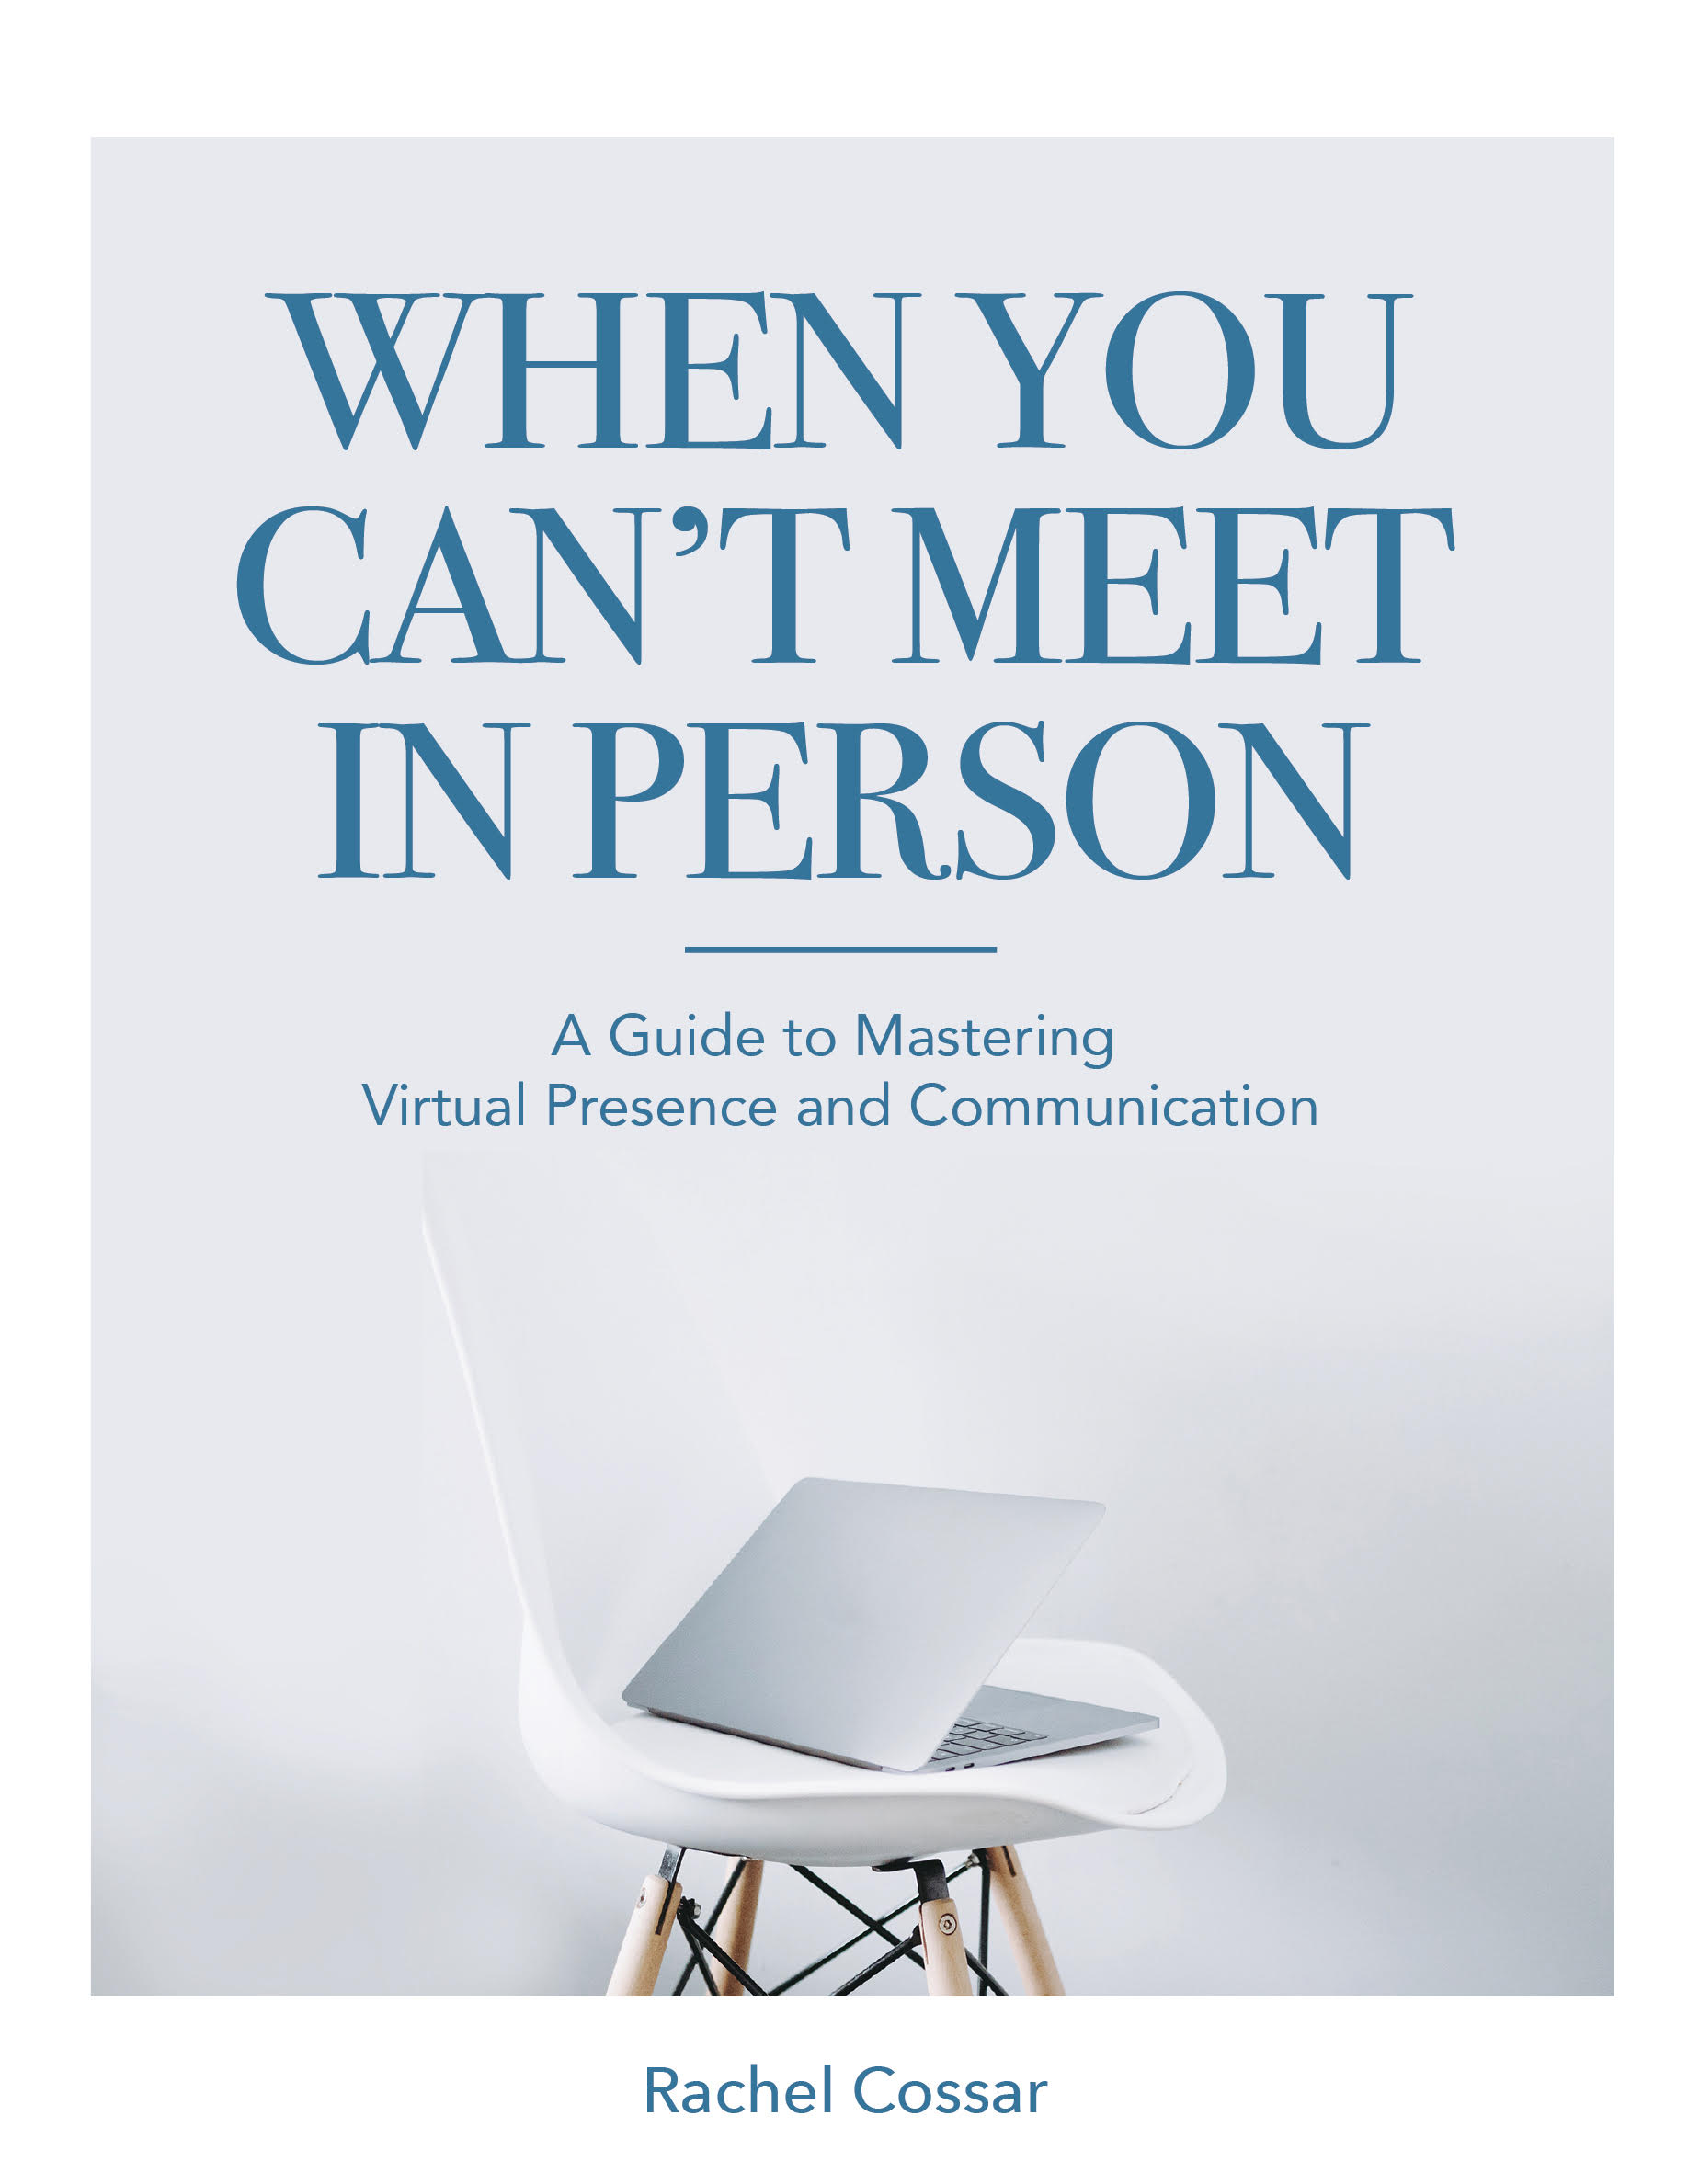 WHEN YOU
CAN’T MEET
IN PERSON
A Guide to Mastering
Virtual Presence and Communication
Rachel Cossar